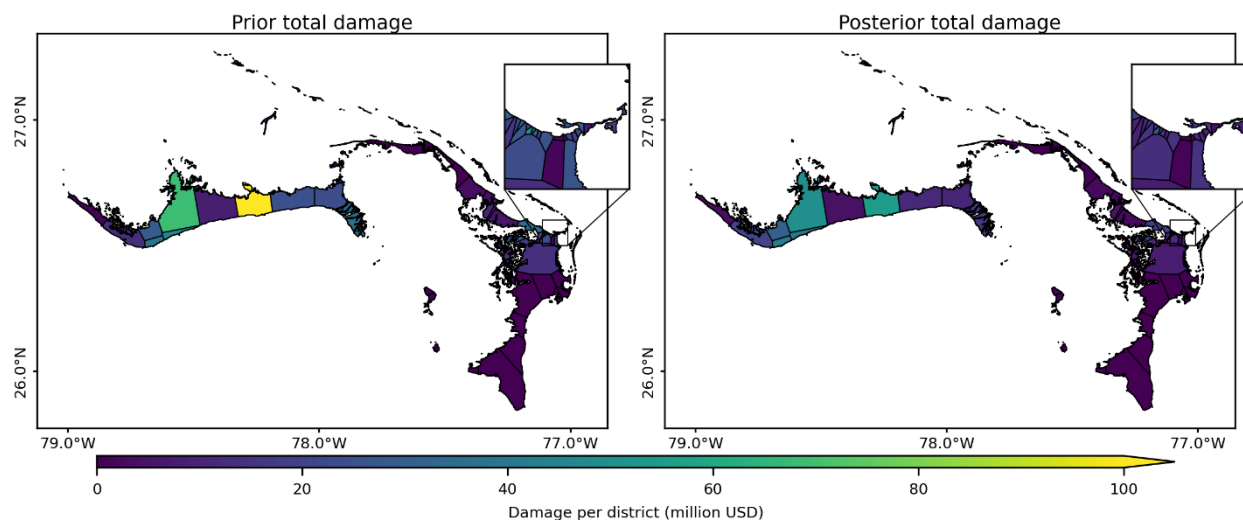 Prior total damage
Posterior total damage
27.0°N
26.0°N
79.0°W
78.0°W
77.0°W
27.0°N
26.0°N
79.0°W
78.0°W
77.0°W
0
20
40
60
80
100
Damage per district (million USD)